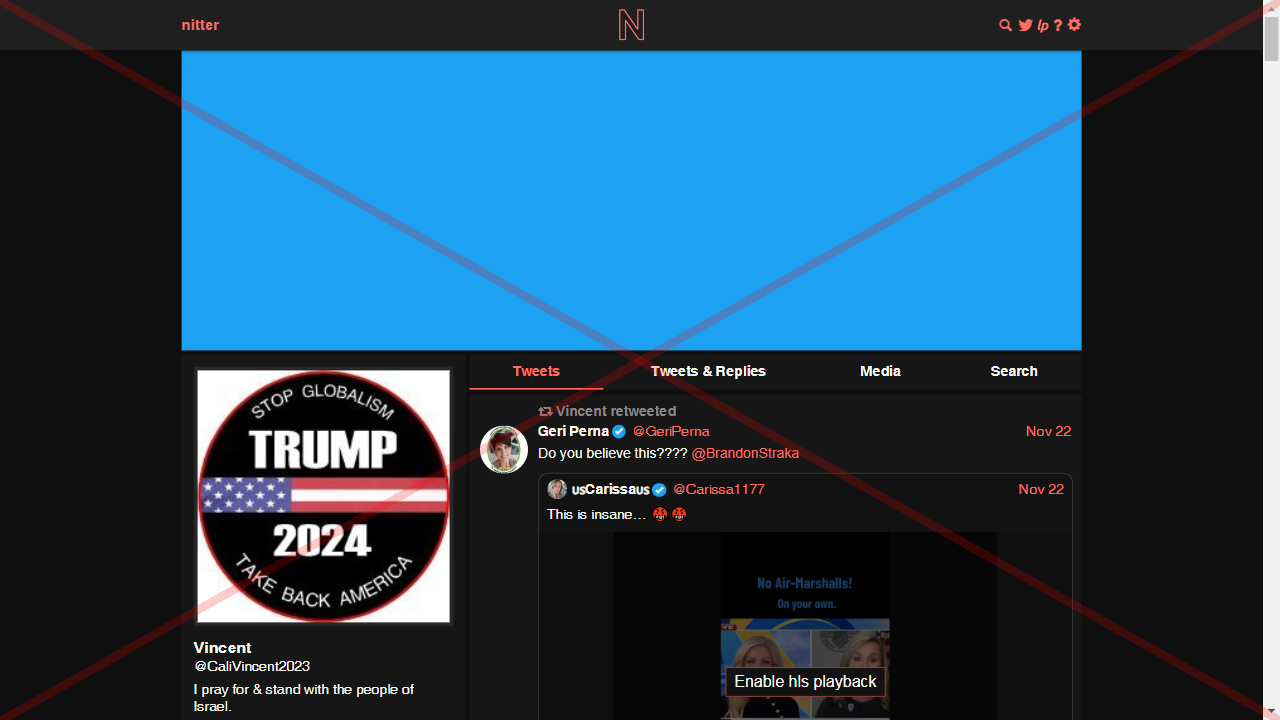 nitter
N
lp ?
STOP GLOBALISM
TRUMP
2024
TAKE BACK AMERICA
Vincent
@CaliVincent2023
I pray for & stand with the people of
Israel.
Tweets Tweets & Replies Media Search
Vincent retweeted
Geri Perna @GeriPerna Nov 22
Do you believe this???? @BrandonStraka
usCarissaus @Carissa1177 Nov 22
This is insane… 🤬 🤬
No Air-Marshalls!
On your own.
VE
Enable hls playback